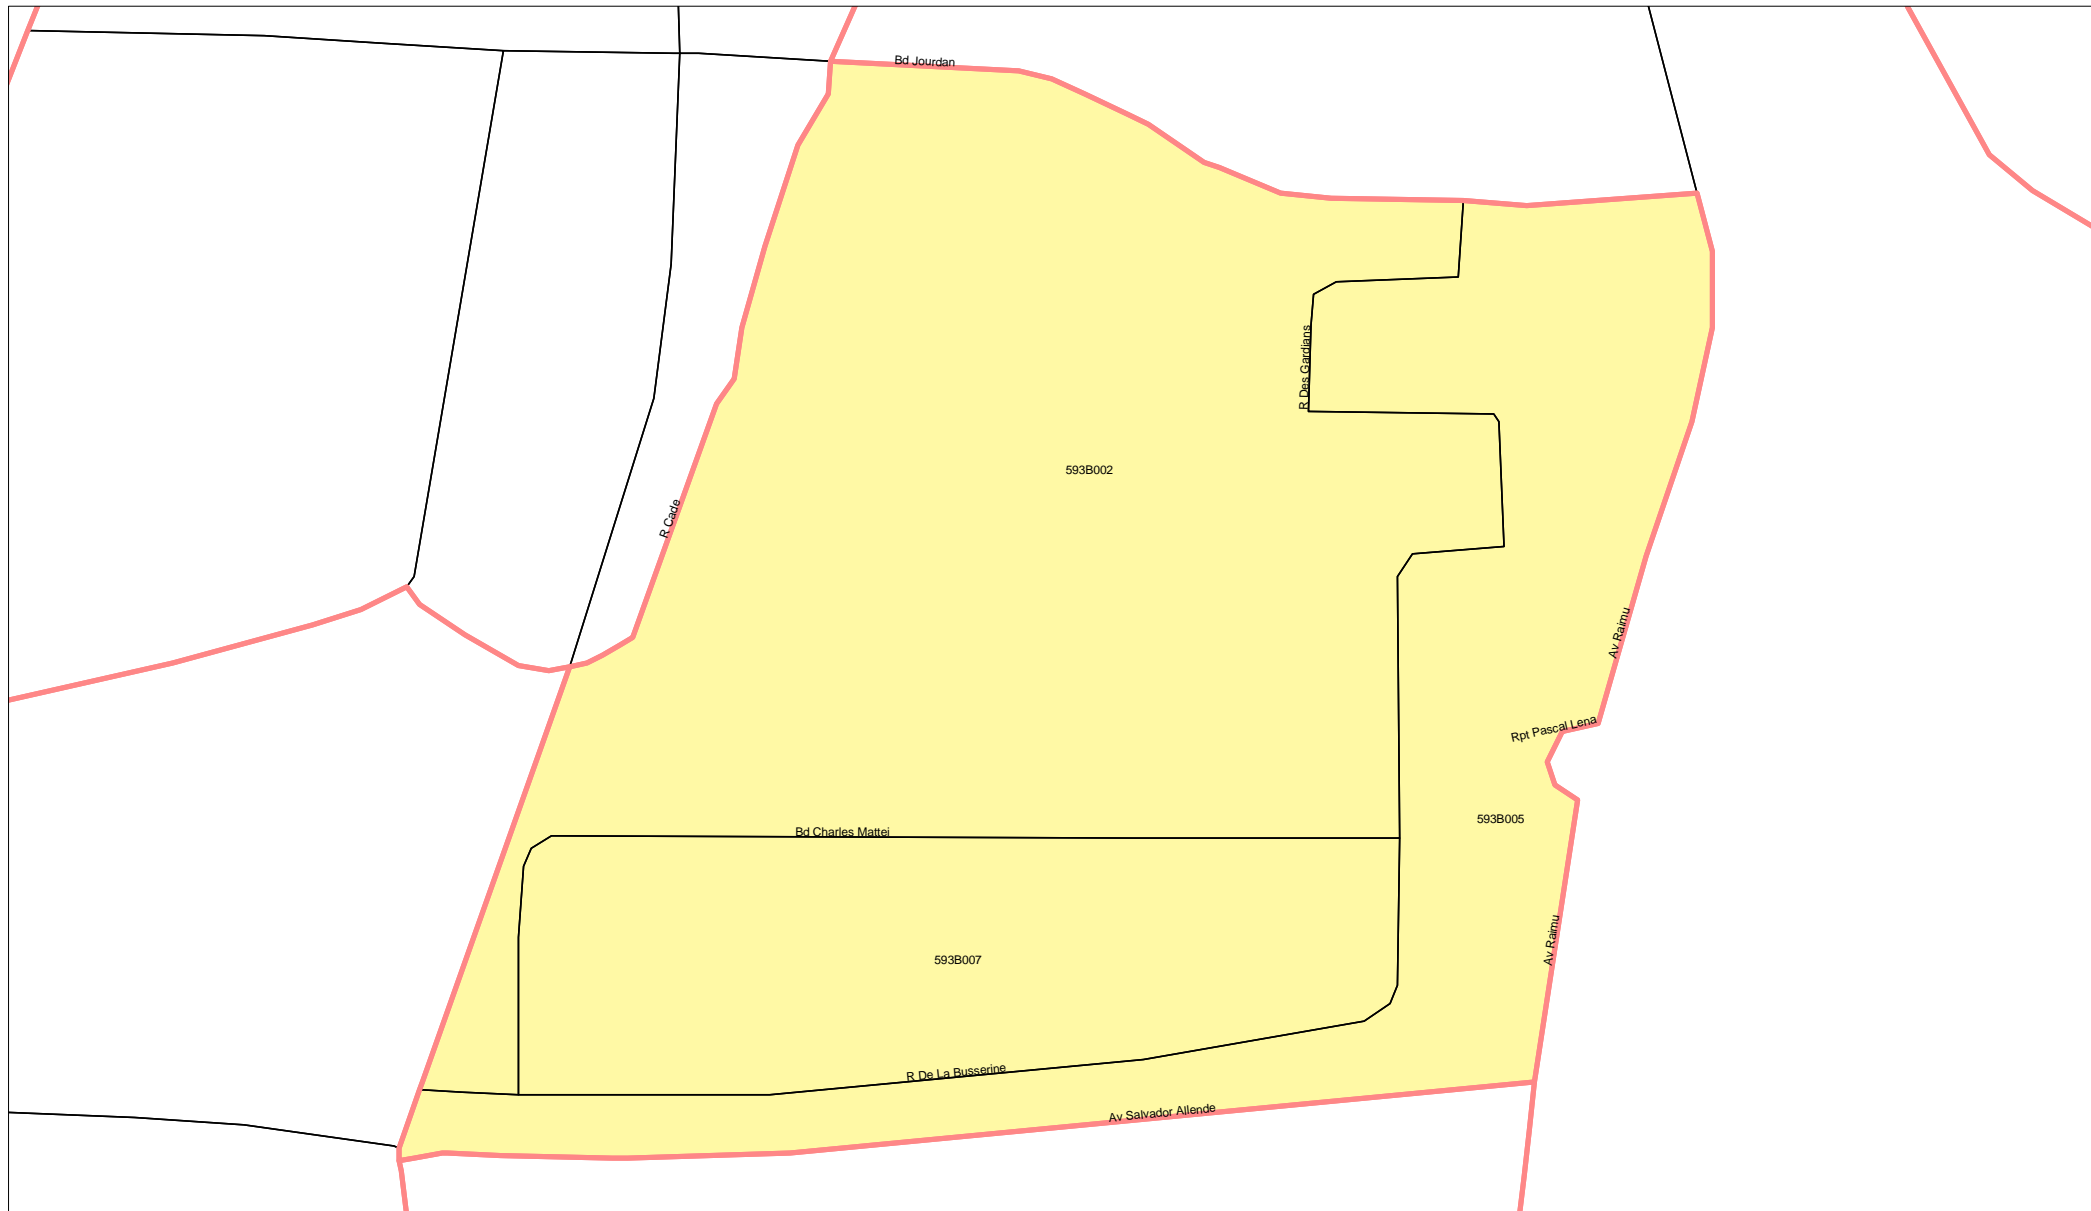 Bd Jourdan
R Des Gardians
593B002
R Cade
Av Raimu
Rpt Pascal Lena
593B005
Bd Charles Mattei
Av Raimu
593B007
R De La Busserine
Av Salvador Allende